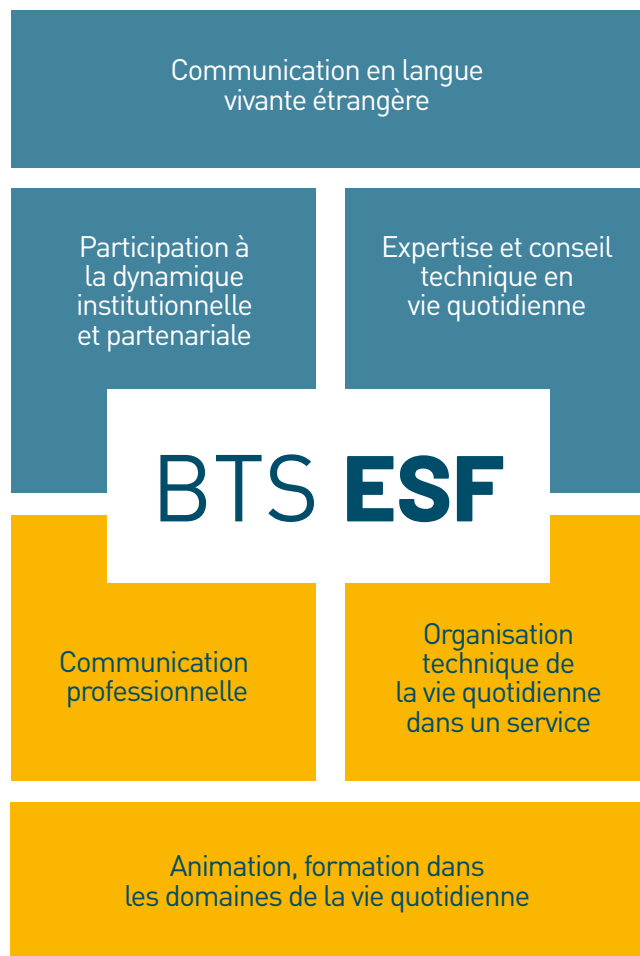 Communication en langue
vivante étrangère
Participation à
la dynamique
institutionnelle
et partenariale
Expertise et conseil
technique en
vie quotidienne
BTS ESF
Communication
professionnelle
Organisation
technique de
la vie quotidienne
dans un service
Animation, formation dans
les domaines de la vie quotidienne